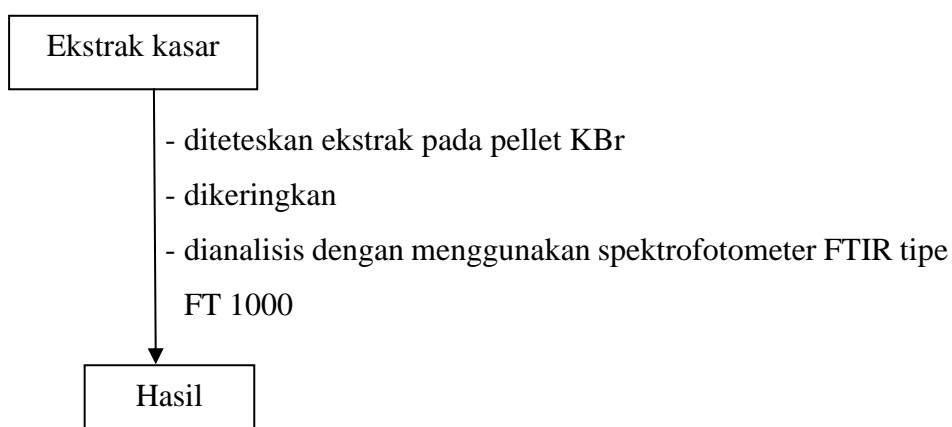 Ekstrak kasar
- diteteskan ekstrak pada pellet KBr
- dikeringkan
- dianalisis dengan menggunakan spektrofotometer FTIR tipe
FT 1000
Hasil